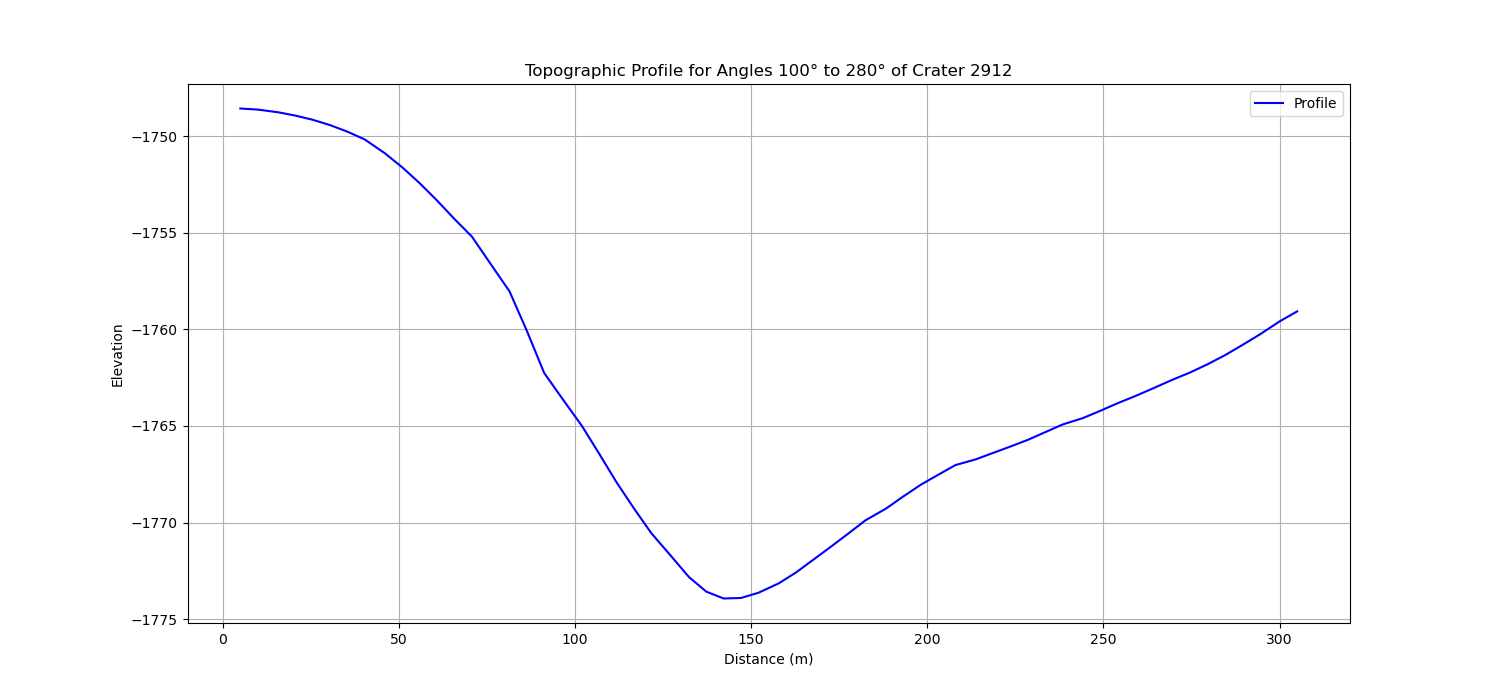 Topographic Profile for Angles 100° to 280° of Crater 2912
Profile
−1750
−1755
−1760
−1765
−1770
−1775
Elevation
0 50 100 150 200 250 300
Distance (m)